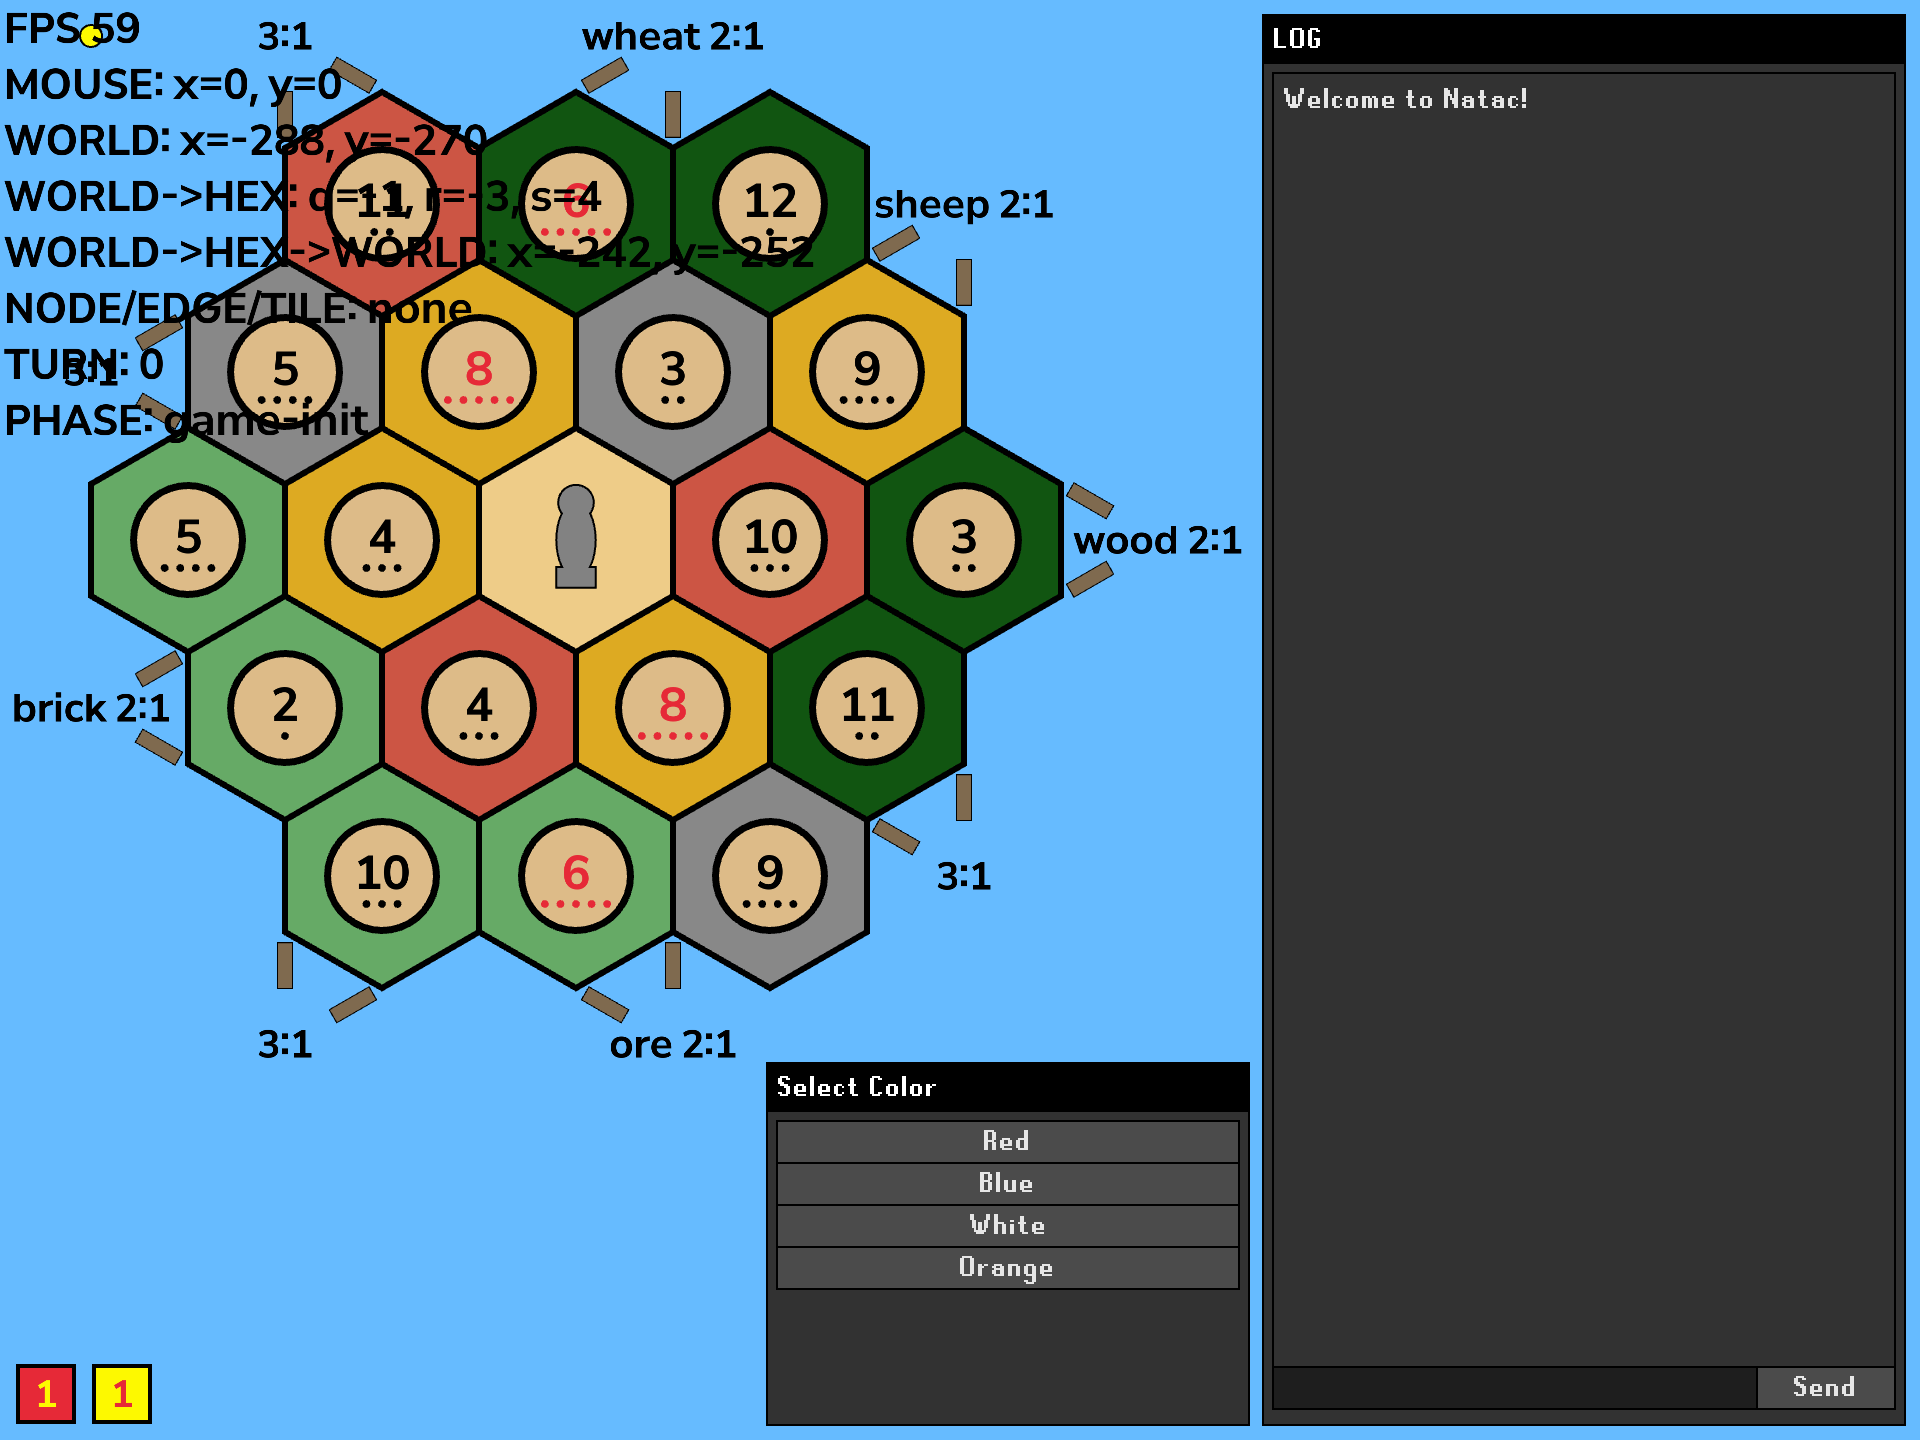 FPS 59
3:1
wheat 2:1
MOUSE: x=0, y=0
WORLD: x=-288, y=-270
WORLD->HEX: q=-1, r=-3, s=4
11
6
12
sheep 2:1
WORLD->HEX->WORLD: x=-242, y=-252
NODE/EDGE/TILE: none
TURN: 0
3:1
5
8
3
9
PHASE: game-init
5
4
10
3
wood 2:1
brick 2:1
2
4
8
11
10
6
9
3:1
3:1
ore 2:1
Select Color
Red
Blue
White
Orange
1
1
LOG
Welcome to Natac!
Send